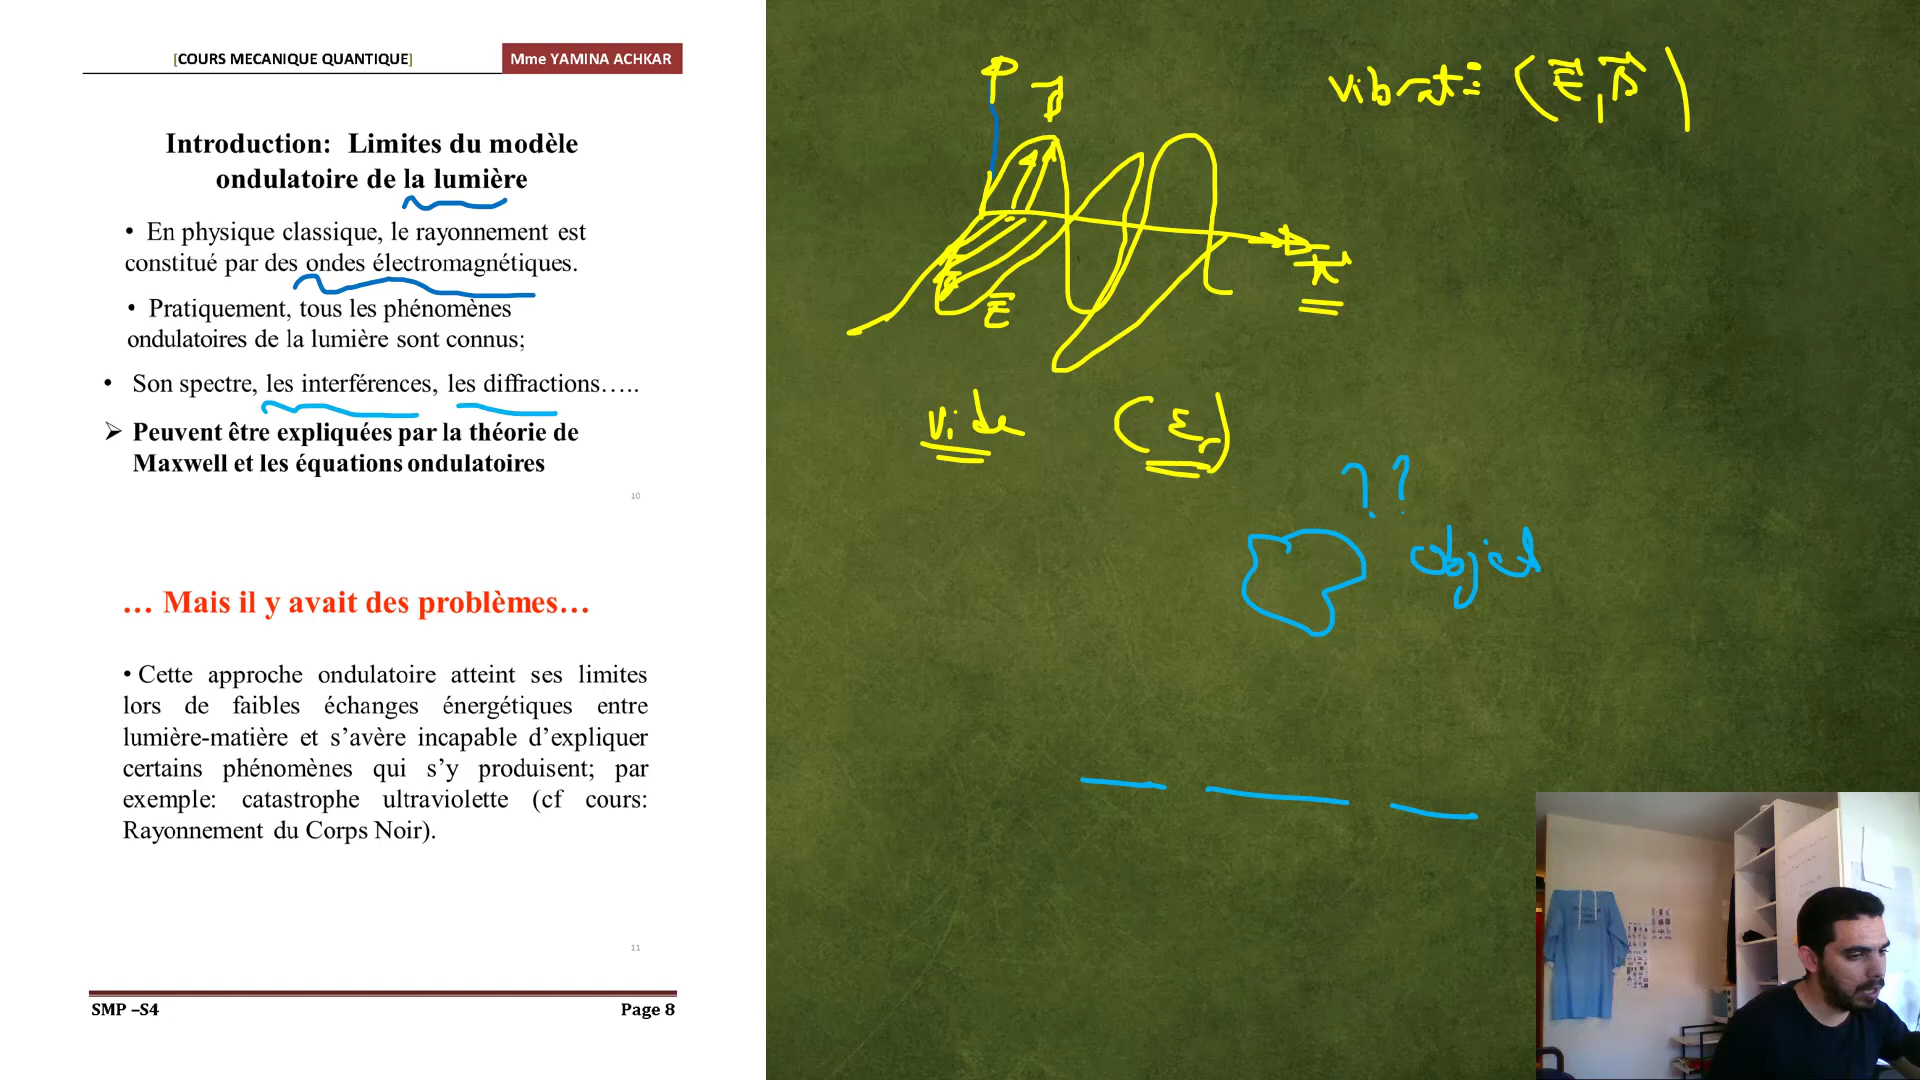 [COURS MECANIQUE QUANTIQUE]
Mme YAMINA ACHKAR
Introduction: Limites du modèle
ondulatoire de la lumière
• En physique classique, le rayonnement est
constitué par des ondes électromagnétiques.
• Pratiquement, tous les phénomènes
ondulatoires de la lumière sont connus;
• Son spectre, les interférences, les diffractions…..
➢ Peuvent être expliquées par la théorie de
Maxwell et les équations ondulatoires
10
… Mais il y avait des problèmes…
• Cette approche ondulatoire atteint ses limites
lors de faibles échanges énergétiques entre
lumière-matière et s’avère incapable d’expliquer
certains phénomènes qui s’y produisent; par
exemple: catastrophe ultraviolette (cf cours:
Rayonnement du Corps Noir).
11
SMP –S4
Page 8
E
vide (εr)
??
objet